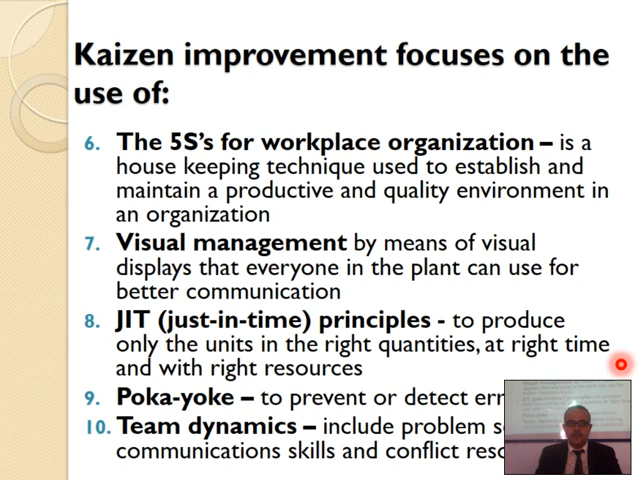 Kaizen improvement focuses on the
use of:
6. The 5S's for workplace organization – is a
house keeping technique used to establish and
maintain a productive and quality environment in
an organization
7. Visual management by means of visual
displays that everyone in the plant can use for
better communication
8. JIT (just-in-time) principles - to produce
only the units in the right quantities, at right time
and with right resources
9. Poka-yoke – to prevent or detect
10. Team dynamics – include problem
communications skills and conflict